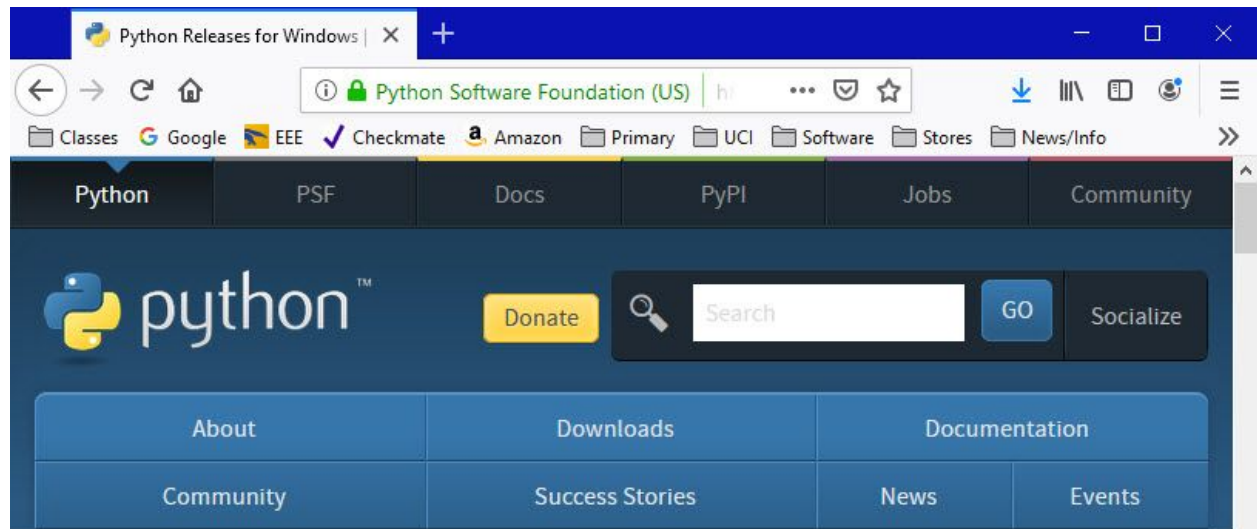 Python Releases for Windows |
Python Software Foundation (US)
Classes Google EEE Checkmate Amazon Primary UCI Software Stores News/Info
Python PSF Docs PyPI Jobs Community
python™ Donate Search GO Socialize
About Downloads Documentation
Community Success Stories News Events